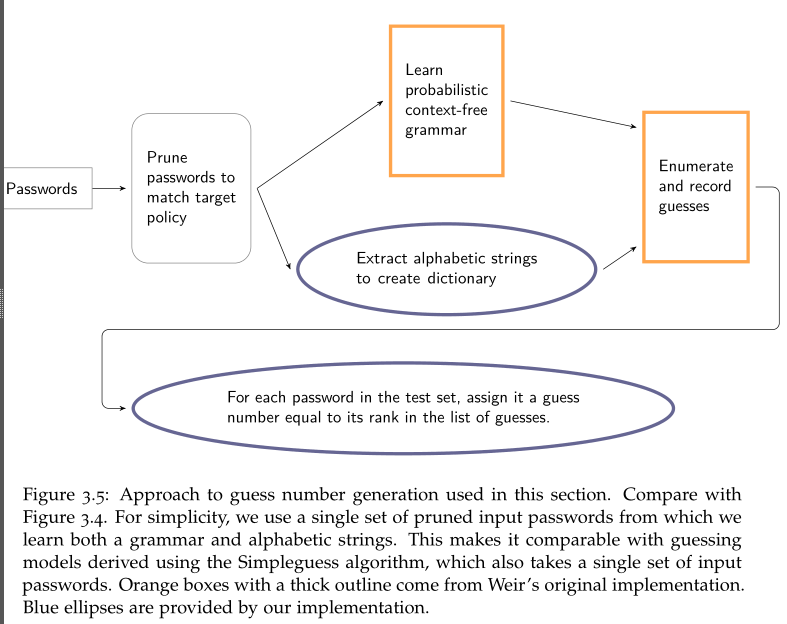 Learn
probabilistic
context-free
grammar
Prune
passwords to
match target
policy
Passwords
Enumerate
and record
guesses
Extract alphabetic strings
to create dictionary
For each password in the test set, assign it a guess
number equal to its rank in the list of guesses.
Figure 3.5: Approach to guess number generation used in this section. Compare with
Figure 3.4. For simplicity, we use a single set of pruned input passwords from which we
learn both a grammar and alphabetic strings. This makes it comparable with guessing
models derived using the Simpleguess algorithm, which also takes a single set of input
passwords. Orange boxes with a thick outline come from Weir's original implementation.
Blue ellipses are provided by our implementation.